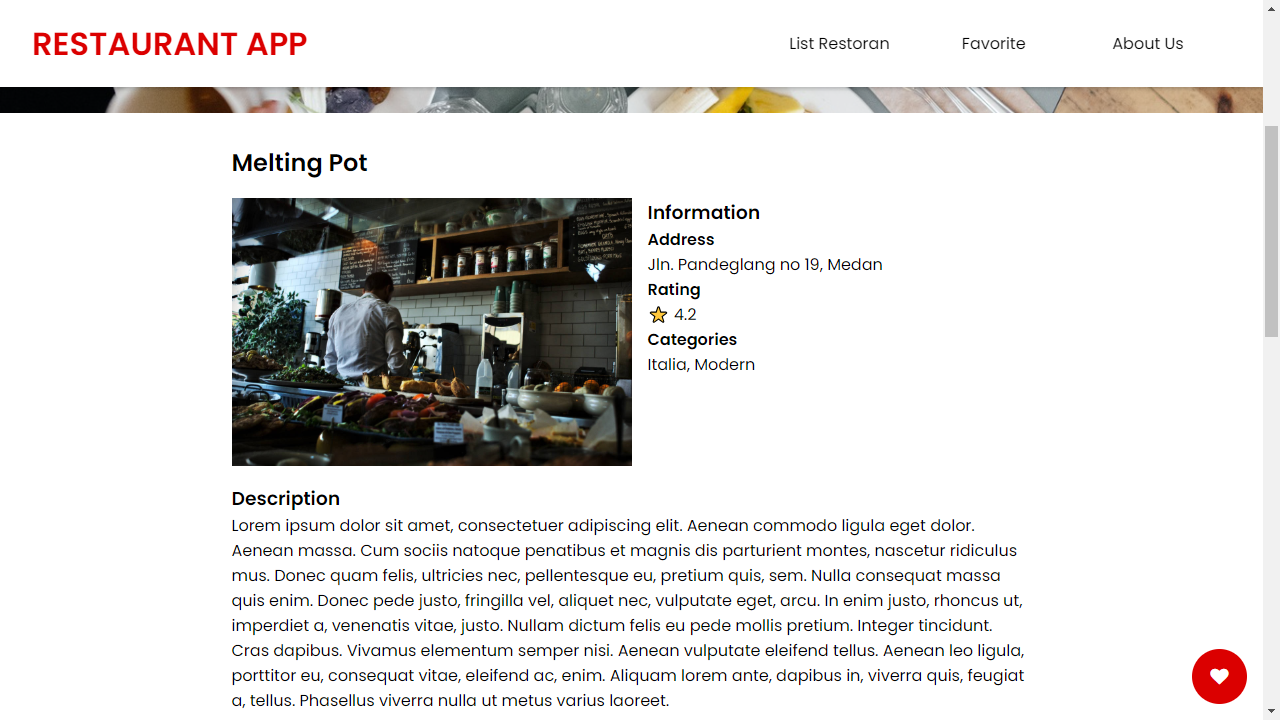 RESTAURANT APP
List Restoran
Favorite
About Us
Melting Pot
Information
Address
Jln. Pandeglang no 19, Medan
Rating
4.2
Categories
Italia, Modern
Description
Lorem ipsum dolor sit amet, consectetuer adipiscing elit. Aenean commodo ligula eget dolor.
Aenean massa. Cum sociis natoque penatibus et magnis dis parturient montes, nascetur ridiculus
mus. Donec quam felis, ultricies nec, pellentesque eu, pretium quis, sem. Nulla consequat massa
quis enim. Donec pede justo, fringilla vel, aliquet nec, vulputate eget, arcu. In enim justo, rhoncus ut,
imperdiet a, venenatis vitae, justo. Nullam dictum felis eu pede mollis pretium. Integer tincidunt.
Cras dapibus. Vivamus elementum semper nisi. Aenean vulputate eleifend tellus. Aenean leo ligula,
porttitor eu, consequat vitae, eleifend ac, enim. Aliquam lorem ante, dapibus in, viverra quis, feugiat
a, tellus. Phasellus viverra nulla ut metus varius laoreet.